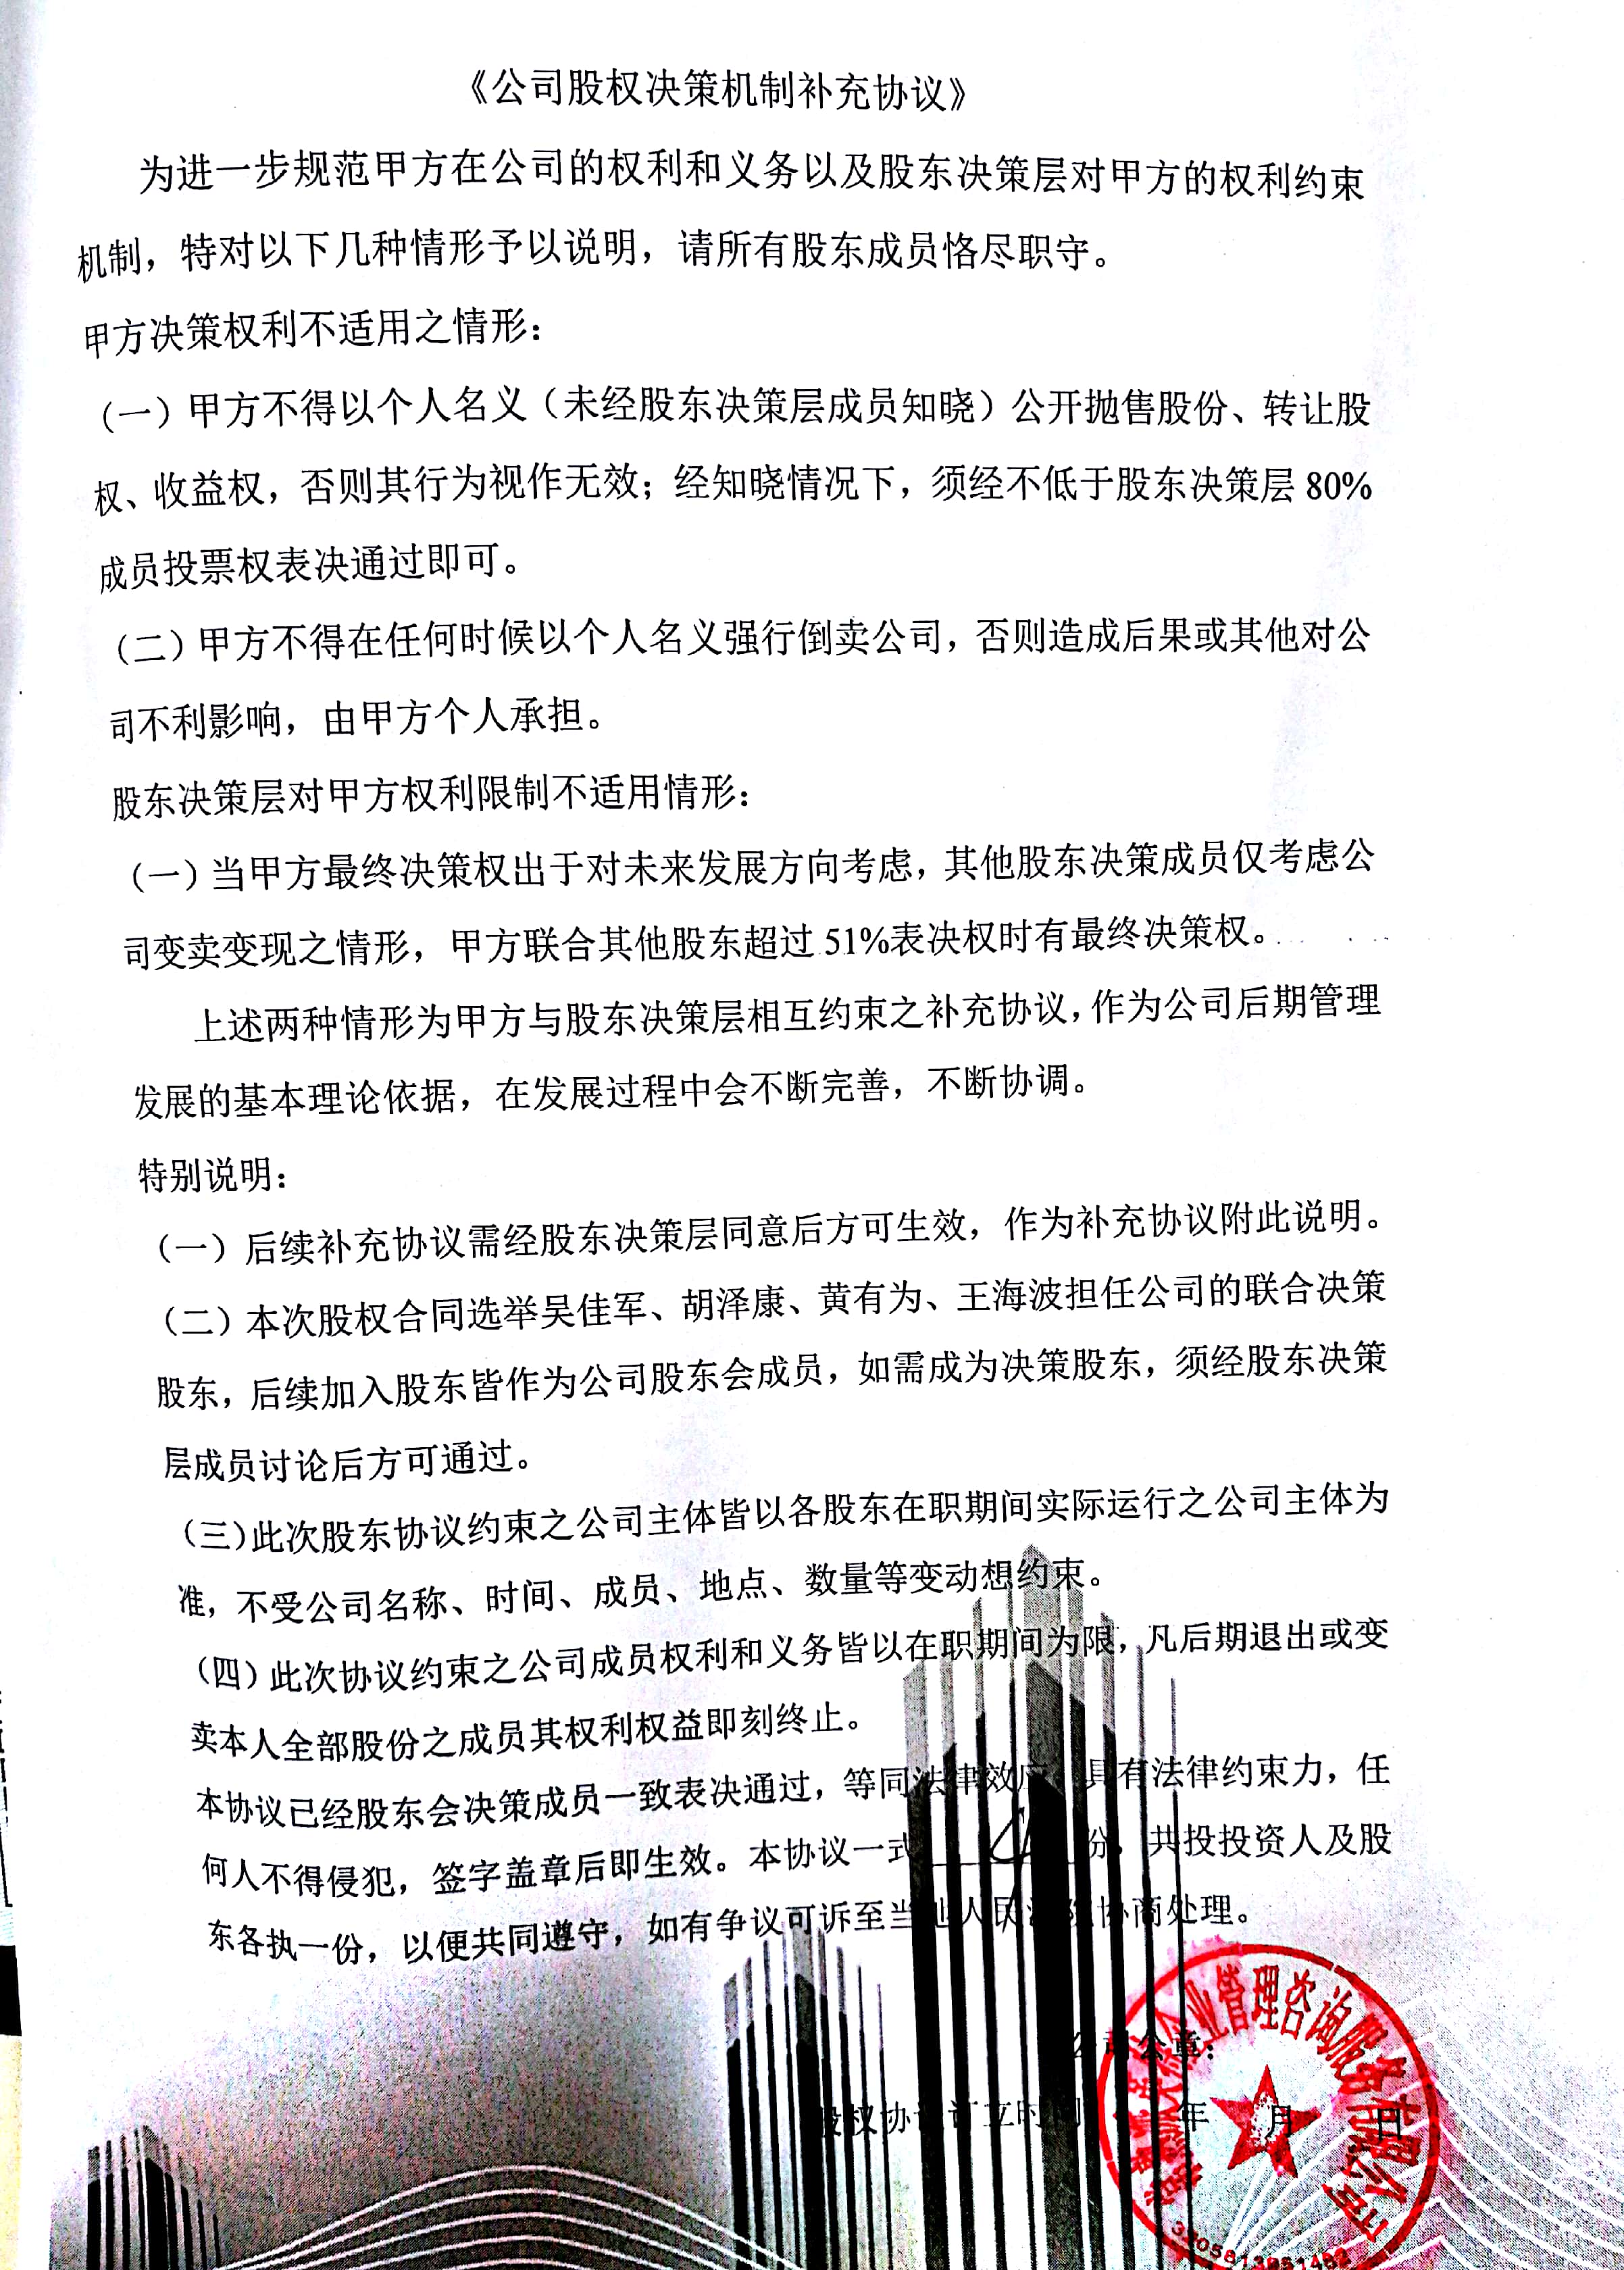 《公司股权决策机制补充协议》
为进一步规范甲方在公司的权利和义务以及股东决策层对甲方的权利约束
机制，特对以下几种情形予以说明，请所有股东成员恪尽职守。
甲方决策权利不适用之情形：
（一）甲方不得以个人名义（未经股东决策层成员知晓）公开抛售股份、转让股
权、收益权，否则其行为视作无效；经知晓情况下，须经不低于股东决策层 80%
成员投票权表决通过即可。
（二）甲方不得在任何时候以个人名义强行倒卖公司，否则造成后果或其他对公
司不利影响，由甲方个人承担。
股东决策层对甲方权利限制不适用情形：
（一）当甲方最终决策权出于对未来发展方向考虑，其他股东决策成员仅考虑公
司变卖变现之情形，甲方联合其他股东超过 51%表决权时有最终决策权。
上述两种情形为甲方与股东决策层相互约束之补充协议，作为公司后期管理
发展的基本理论依据，在发展过程中会不断完善，不断协调。
特别说明：
（一）后续补充协议需经股东决策层同意后方可生效，作为补充协议附此说明。
（二）本次股权合同选举吴佳军、胡泽康、黄有为、王海波担任公司的联合决策
股东，后续加入股东皆作为公司股东会成员，如需成为决策股东，须经股东决策
层成员讨论后方可通过。
（三）此次股东协议约束之公司主体皆以各股东在职期间实际运行之公司主体为
准，不受公司名称、时间、成员、地点、数量等变动想约束。
（四）此次协议约束之公司成员权利和义务皆以在职期间为限，凡后期退出或变
卖本人全部股份之成员其权利权益即刻终止。
本协议已经股东会决策成员一致表决通过，等同法律效应 具有法律约束力，任
何人不得侵犯，签字盖章后即生效。本协议一式 份，共投投资人及股
东各执一份，以便共同遵守，如有争议可诉至当地人民法院协商处理。
公司公章：
股权协议订立时间 年 月 日
业管理咨询服务有限公司